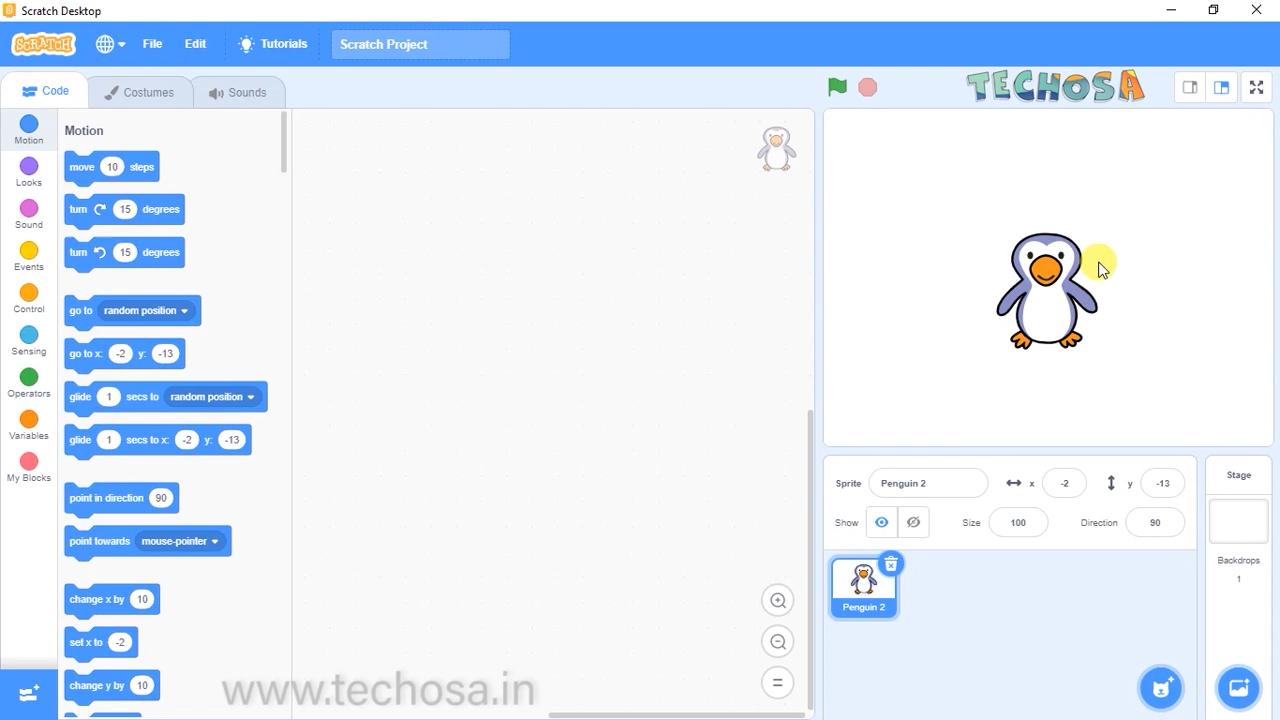 Scratch Desktop
SCRATCH File Edit Tutorials Scratch Project
Code Costumes Sounds
TECHOSA
Motion
Looks
Sound
Events
Control
Sensing
Operators
Variables
My Blocks
Motion
move 10 steps
turn 15 degrees
turn 15 degrees
go to random position
go to x: -2 y: -13
glide 1 secs to random position
glide 1 secs to x: -2 y: -13
point in direction 90
point towards mouse-pointer
change x by 10
set x to -2
change y by 10
www.techosa.in
Sprite Penguin 2 x -2 y -13
Show Size 100 Direction 90
Penguin 2
Stage
Backdrops
1